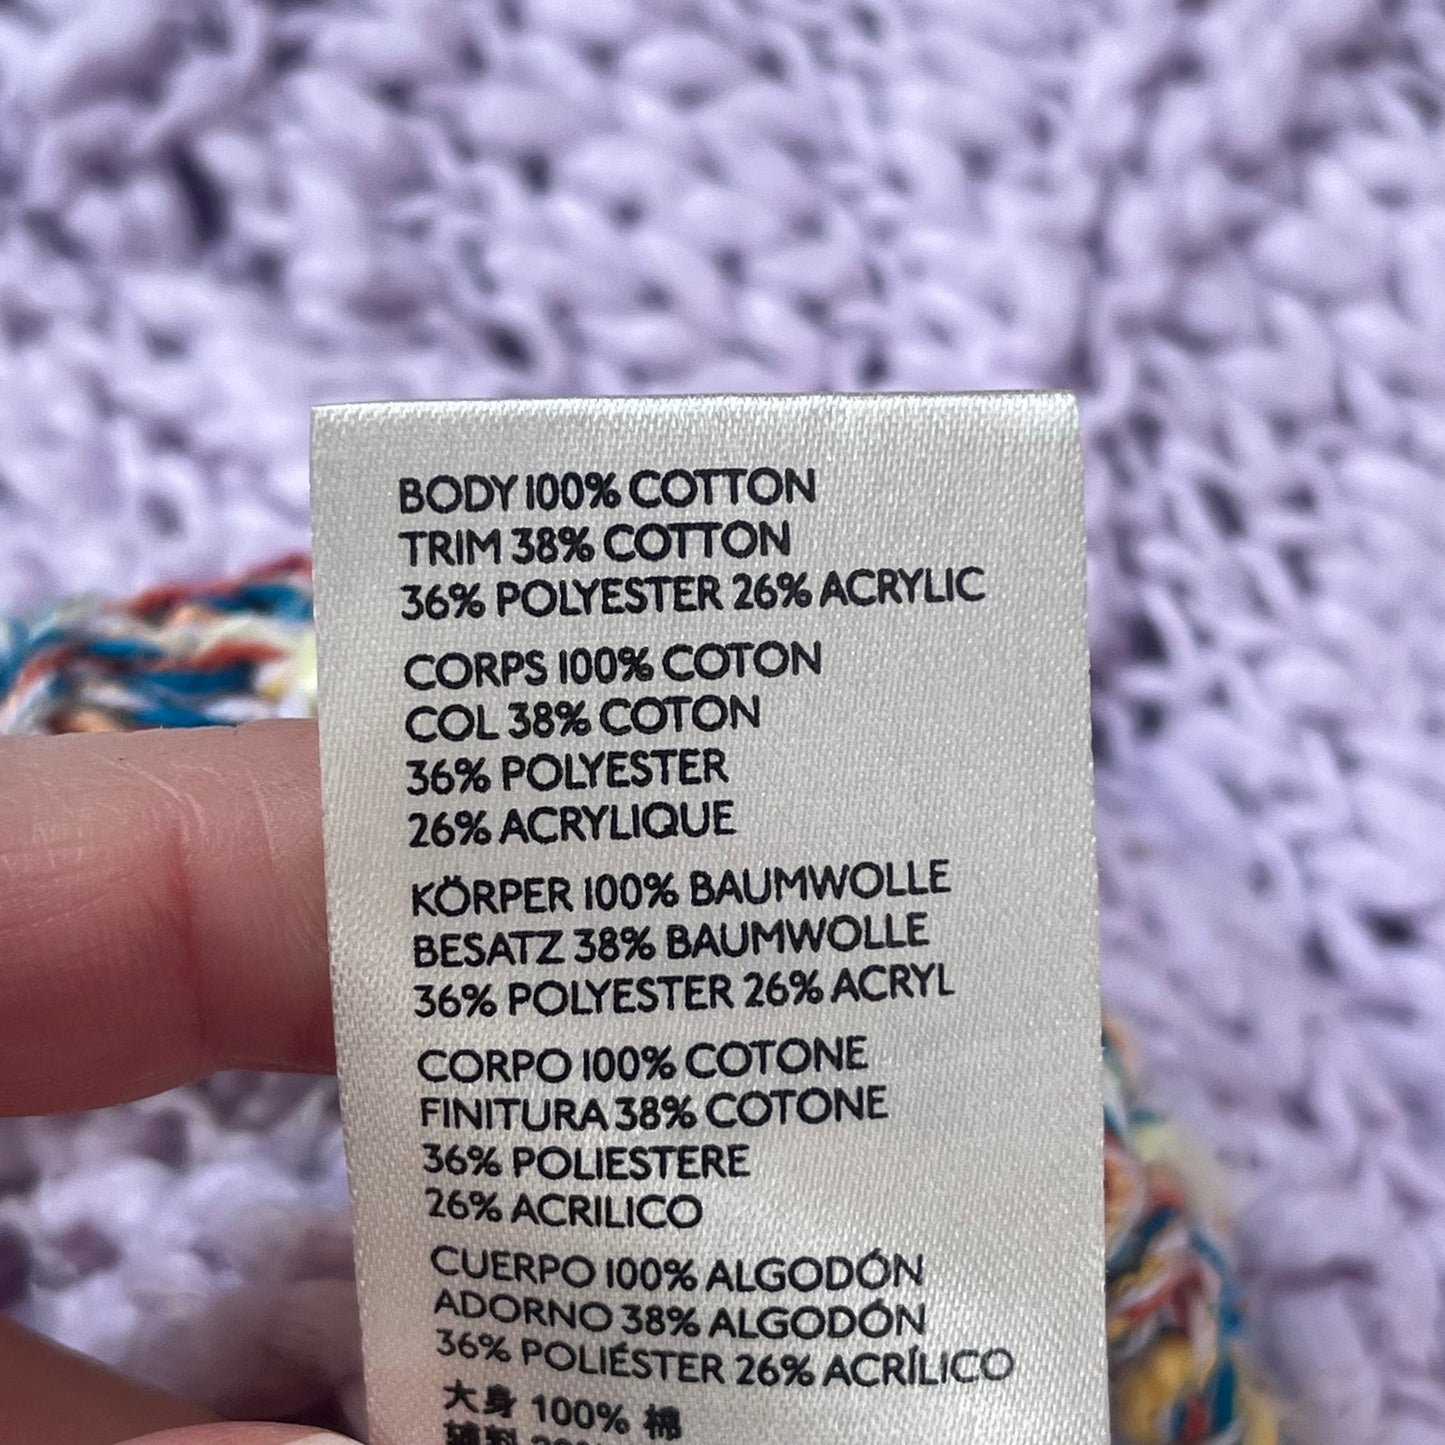 BODY 100% COTTON
TRIM 38% COTTON
36% POLYESTER 26% ACRYLIC
CORPS 100% COTON
COL 38% COTON
36% POLYESTER
26% ACRYLIQUE
KÖRPER 100% BAUMWOLLE
BESATZ 38% BAUMWOLLE
36% POLYESTER 26% ACRYL
CORPO 100% COTONE
FINITURA 38% COTONE
36% POLIESTERE
26% ACRILICO
CUERPO 100% ALGODÓN
ADORNO 38% ALGODÓN
36% POLIÉSTER 26% ACRÍLICO
大身 100% 棉